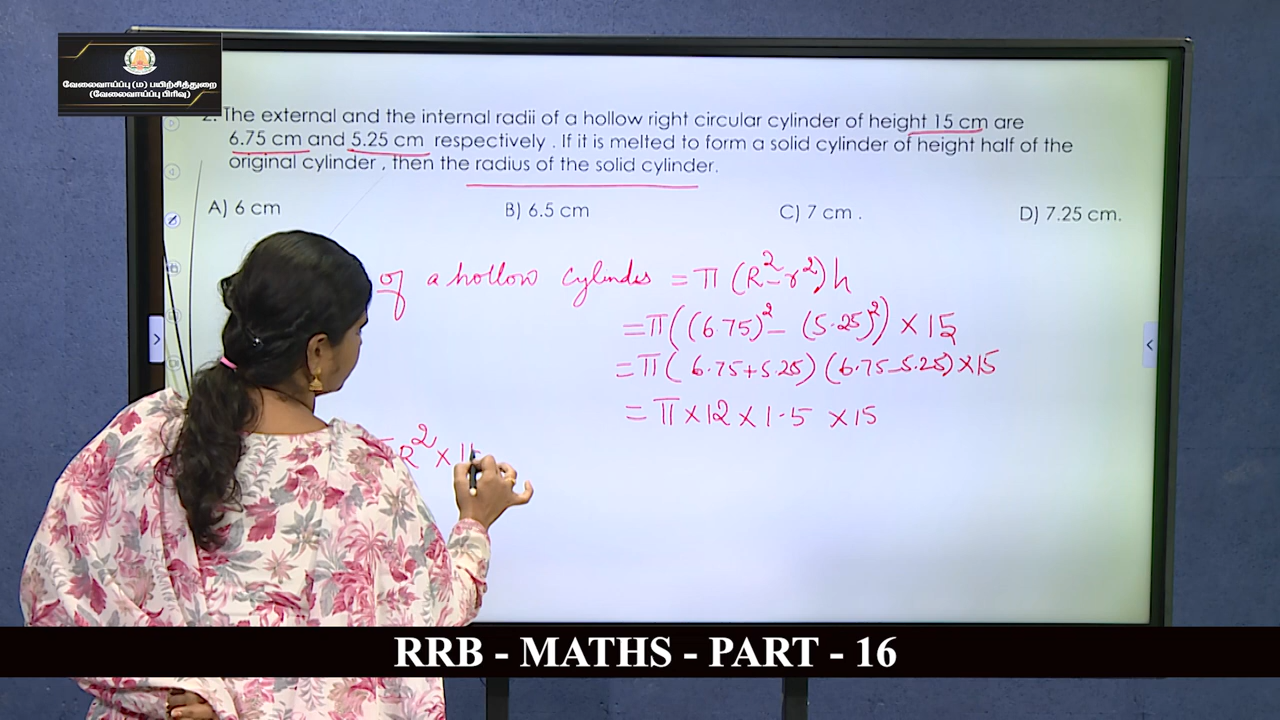 வேலைவாய்ப்பு (ம) பயிற்சித்துறை
(வேலைவாய்ப்பு பிரிவு)
2. The external and the internal radii of a hollow right circular cylinder of height 15 cm are
6.75 cm and 5.25 cm respectively . If it is melted to form a solid cylinder of height half of the
original cylinder , then the radius of the solid cylinder.
A) 6 cm B) 6.5 cm C) 7 cm . D) 7.25 cm.
of a hollow cylinder = π (R² - r²) h
= π ((6.75)² - (5.25)²) × 15
= π ( 6.75+5.25) (6.75-5.25) × 15
= π × 12 × 1.5 × 15
R² ×
RRB - MATHS - PART - 16